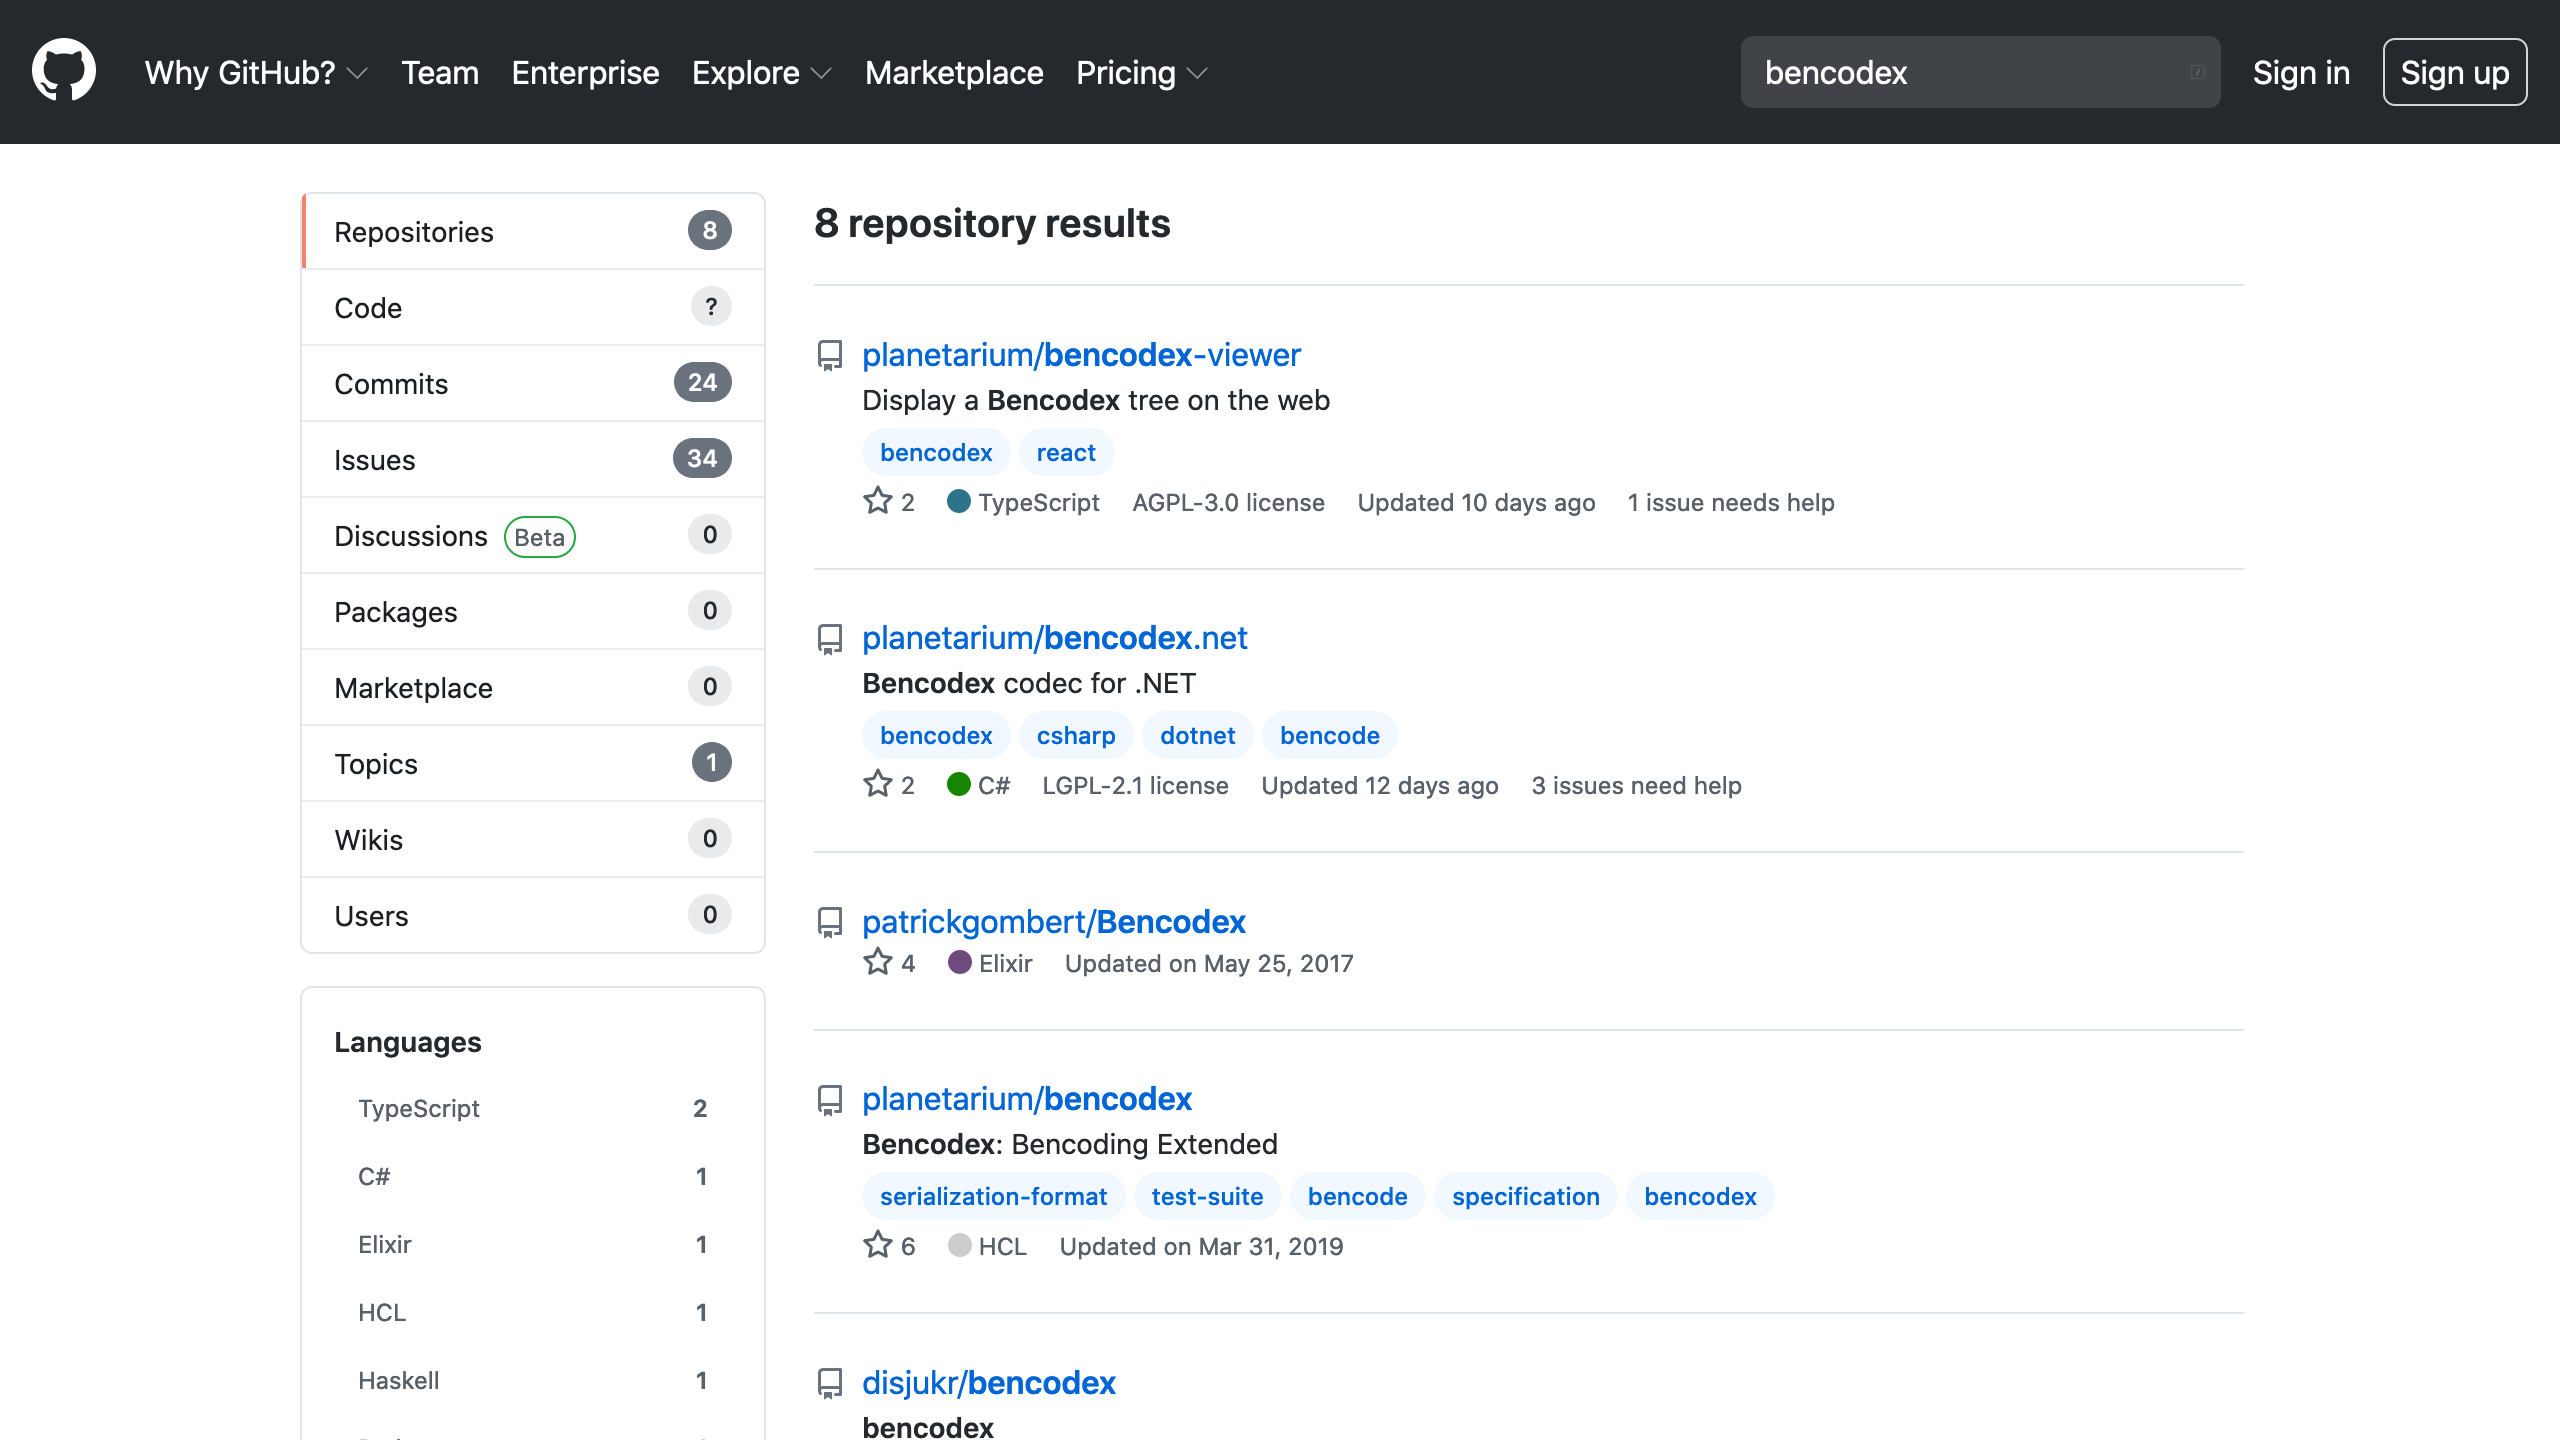 Why GitHub? Team Enterprise Explore Marketplace Pricing bencodex / Sign in Sign up
Repositories 8
Code ?
Commits 24
Issues 34
Discussions Beta 0
Packages 0
Marketplace 0
Topics 1
Wikis 0
Users 0
Languages
TypeScript 2
C# 1
Elixir 1
HCL 1
Haskell 1
8 repository results
planetarium/bencodex-viewer
Display a Bencodex tree on the web
bencodex react
2 TypeScript AGPL-3.0 license Updated 10 days ago 1 issue needs help
planetarium/bencodex.net
Bencodex codec for .NET
bencodex csharp dotnet bencode
2 C# LGPL-2.1 license Updated 12 days ago 3 issues need help
patrickgombert/Bencodex
4 Elixir Updated on May 25, 2017
planetarium/bencodex
Bencodex: Bencoding Extended
serialization-format test-suite bencode specification bencodex
6 HCL Updated on Mar 31, 2019
disjukr/bencodex
bencodex